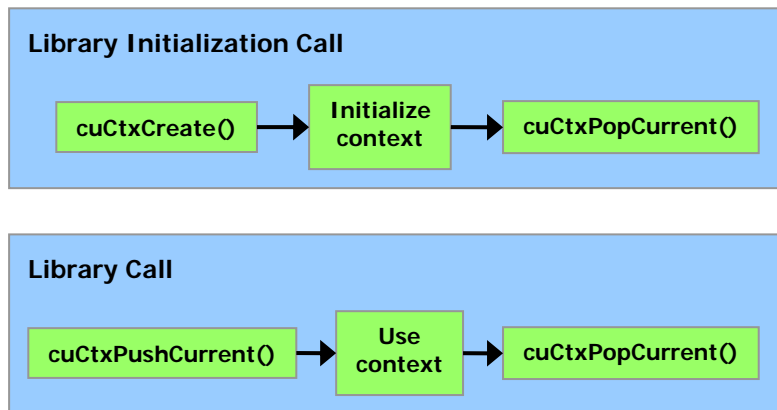 Library Initialization Call
cuCtxCreate()
Initialize
context
cuCtxPopCurrent()
Library Call
cuCtxPushCurrent()
Use
context
cuCtxPopCurrent()